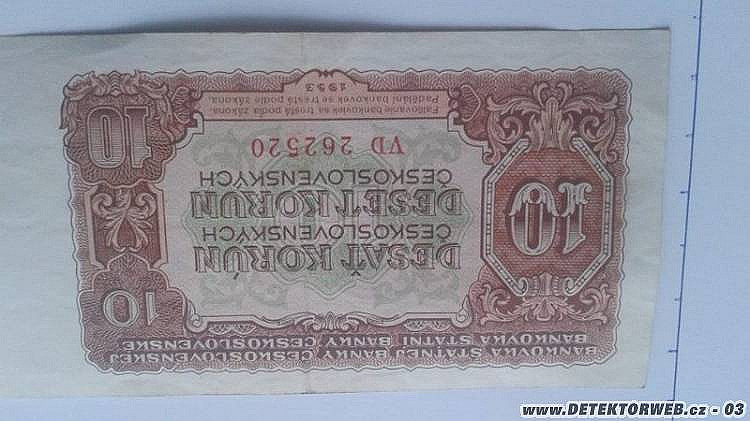 BANKOVKA STÁTNEJ BANKY ČESKOSLOVENSKEJ
BANKOVKA STÁTNÍ BANKY ČESKOSLOVENSKÉ
10
10
DESAŤ KORÚN
ČESKOSLOVENSKÝCH
DESET KORUN
ČESKOSLOVENSKÝCH
VD 262520
10
Padělání bankovek se trestá podle zákona.
Falšovanie bankoviek sa trestá podľa zákona.
1953
www.DETEKTORWEB.cz - 03